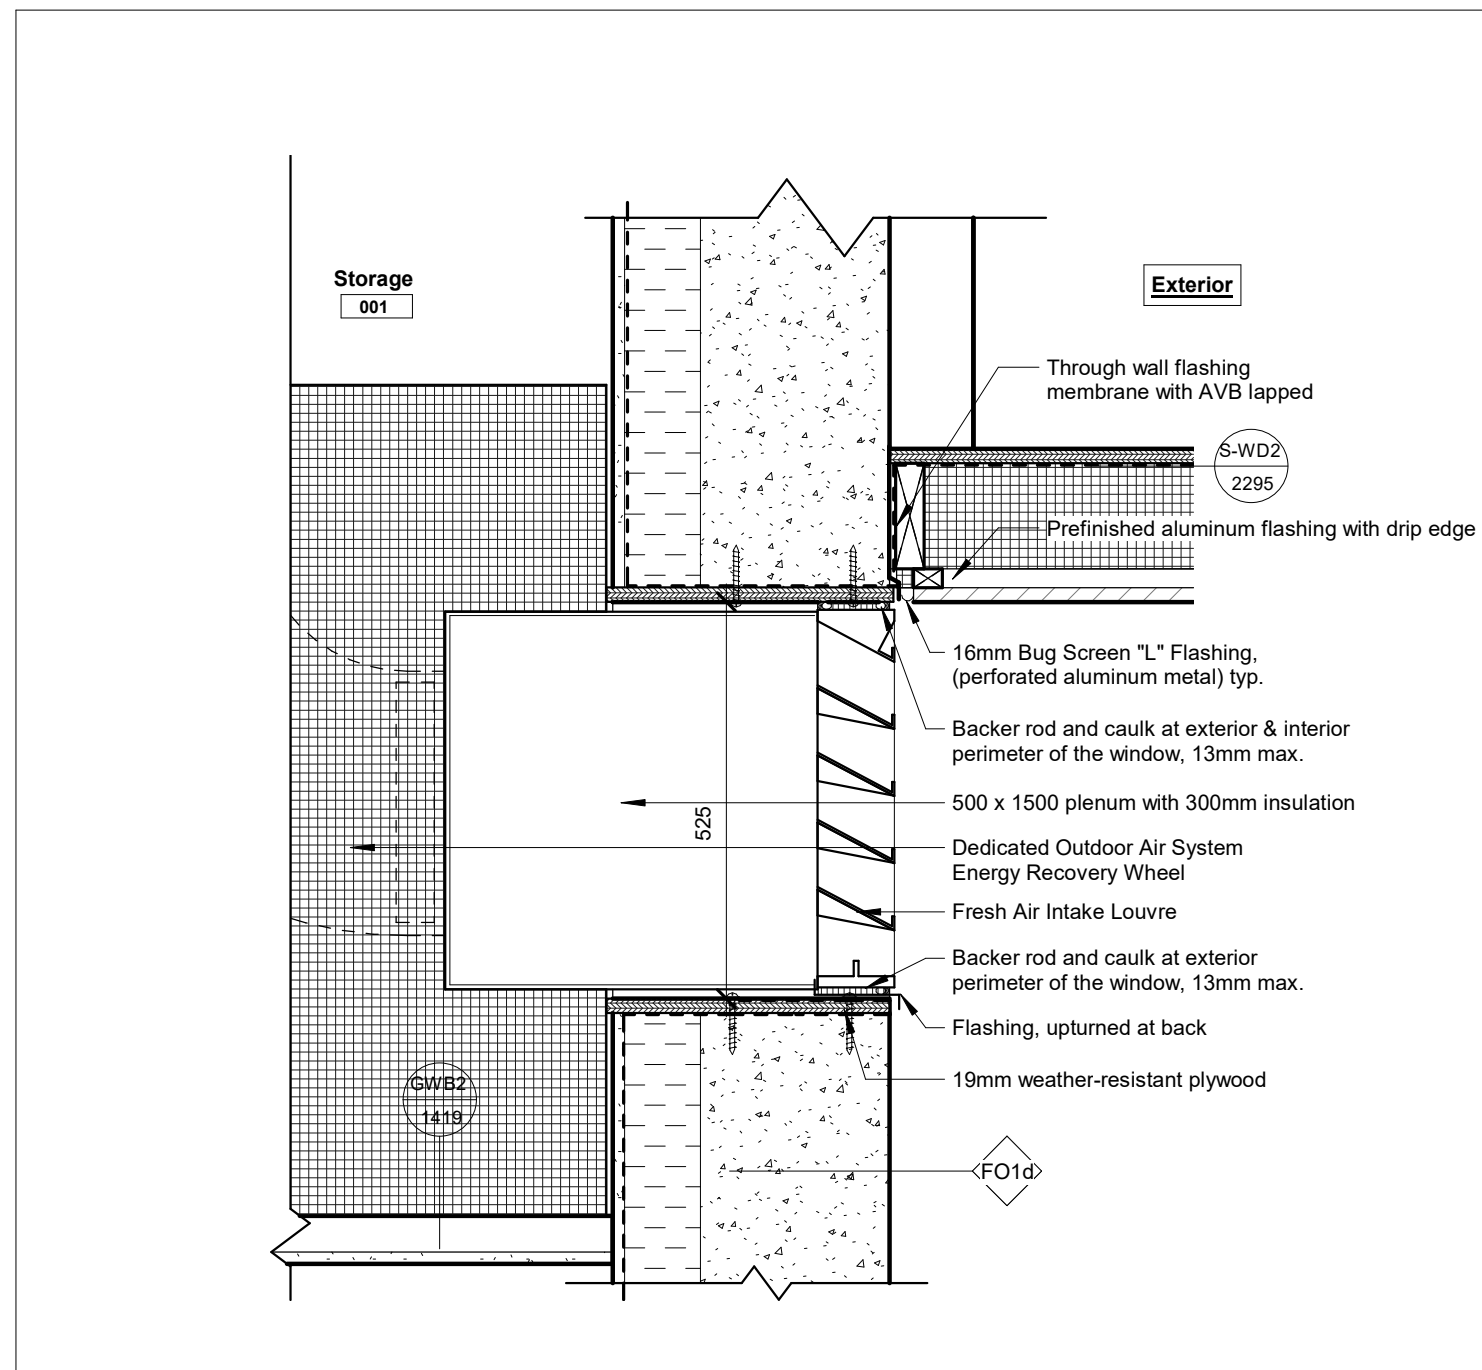 Storage
001
Exterior
Through wall flashing
membrane with AVB lapped
S-WD2
2295
Prefinished aluminum flashing with drip edge
16mm Bug Screen "L" Flashing,
(perforated aluminum metal) typ.
Backer rod and caulk at exterior & interior
perimeter of the window, 13mm max.
500 x 1500 plenum with 300mm insulation
525
Dedicated Outdoor Air System
Energy Recovery Wheel
Fresh Air Intake Louvre
Backer rod and caulk at exterior
perimeter of the window, 13mm max.
Flashing, upturned at back
19mm weather-resistant plywood
GWB2
1419
FO1d